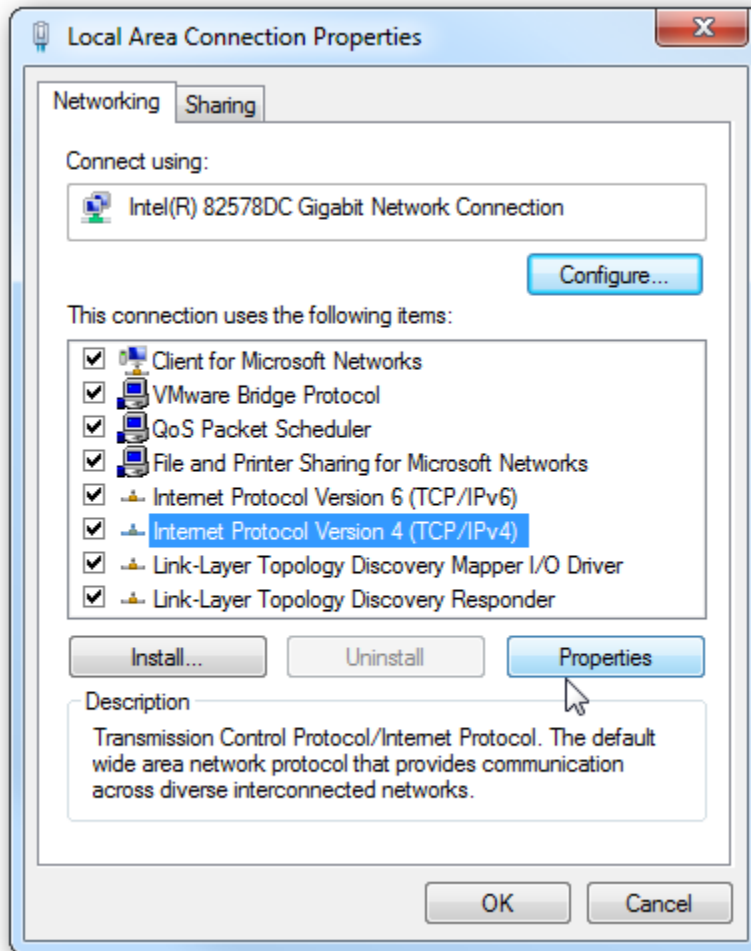 Local Area Connection Properties
Networking
Sharing
Connect using:
Intel(R) 82578DC Gigabit Network Connection
Configure...
This connection uses the following items:
Client for Microsoft Networks
VMware Bridge Protocol
QoS Packet Scheduler
File and Printer Sharing for Microsoft Networks
Internet Protocol Version 6 (TCP/IPv6)
Internet Protocol Version 4 (TCP/IPv4)
Link-Layer Topology Discovery Mapper I/O Driver
Link-Layer Topology Discovery Responder
Install...
Uninstall
Properties
Description
Transmission Control Protocol/Internet Protocol. The default
wide area network protocol that provides communication
across diverse interconnected networks.
OK
Cancel